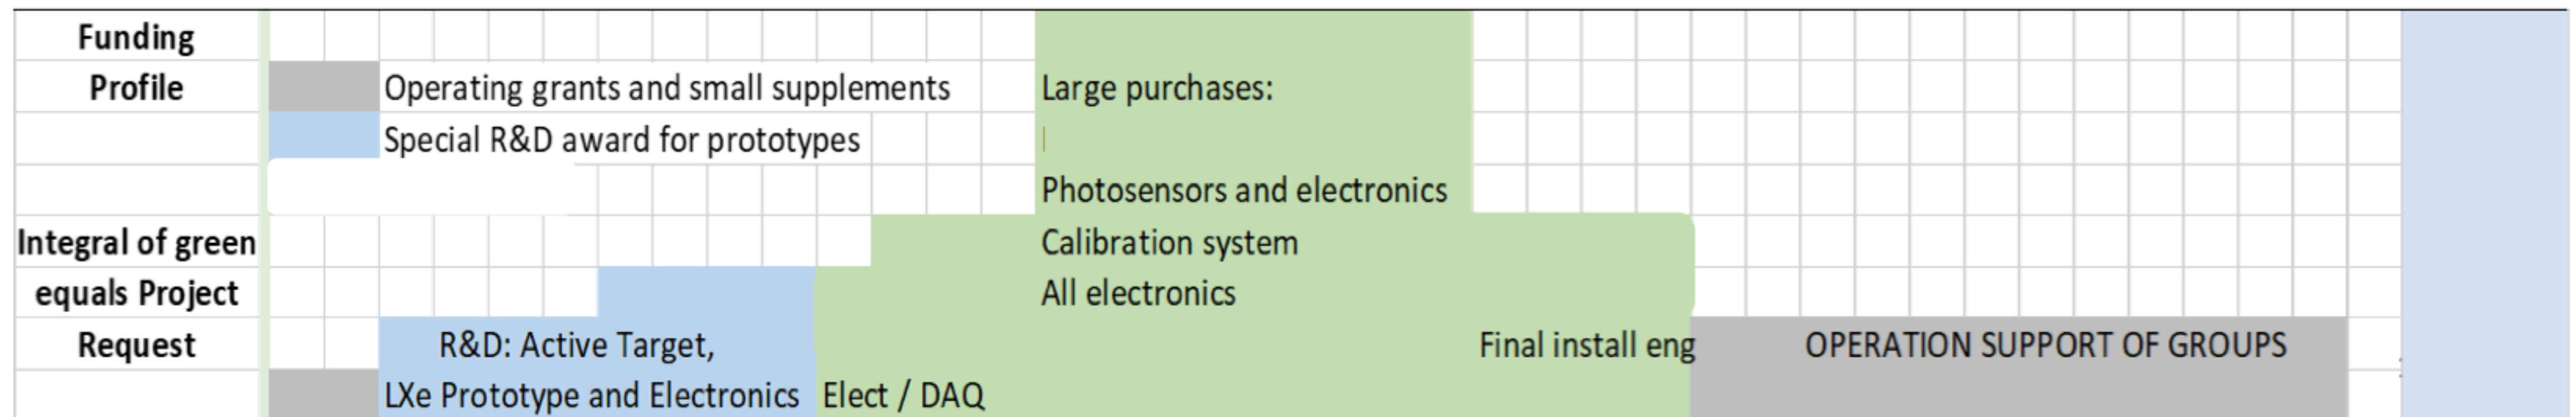 Funding
Profile Operating grants and small supplements Large purchases:
Special R&D award for prototypes
Photosensors and electronics
Integral of green Calibration system
equals Project All electronics
Request R&D: Active Target, Final install eng OPERATION SUPPORT OF GROUPS
LXe Prototype and Electronics Elect / DAQ